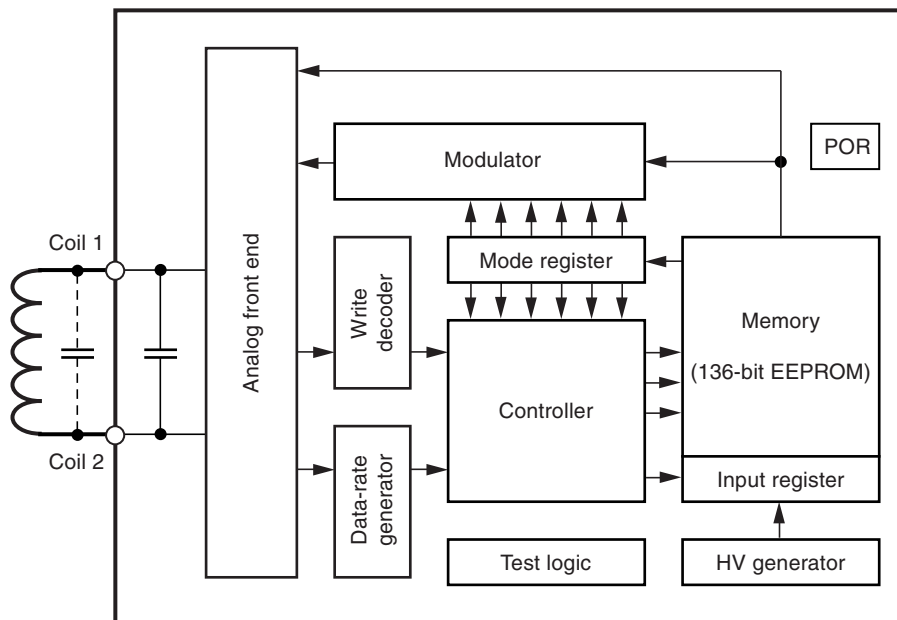 Modulator
POR
Coil 1
Analog front end
Write
decoder
Mode register
Memory
(136-bit EEPROM)
Controller
Coil 2
Data-rate
generator
Input register
Test logic
HV generator